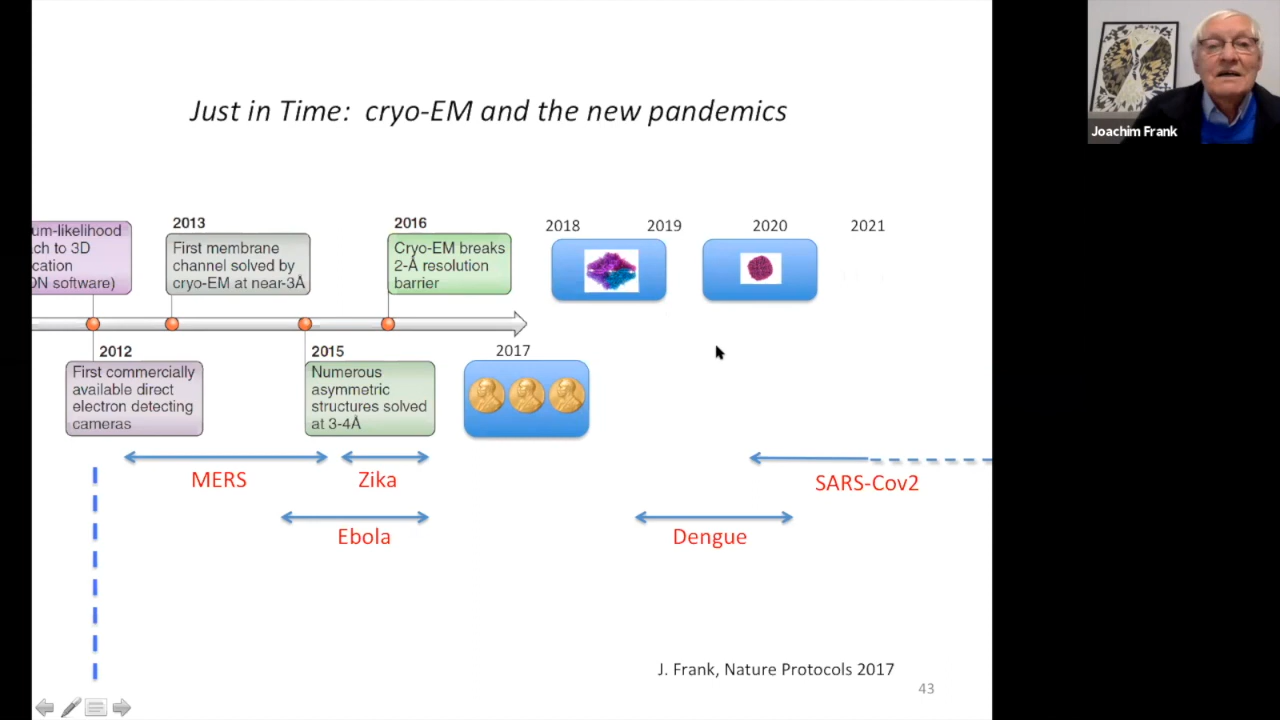 Just in Time: cryo-EM and the new pandemics
Joachim Frank
um-likelihood
ach to 3D
cation
ON software)
2013
First membrane
channel solved by
cryo-EM at near-3Å
2016
Cryo-EM breaks
2-Å resolution
barrier
2018
2019
2020
2021
2012
First commercially
available direct
electron detecting
cameras
2015
Numerous
asymmetric
structures solved
at 3-4Å
2017
MERS
Zika
SARS-Cov2
Ebola
Dengue
J. Frank, Nature Protocols 2017
43